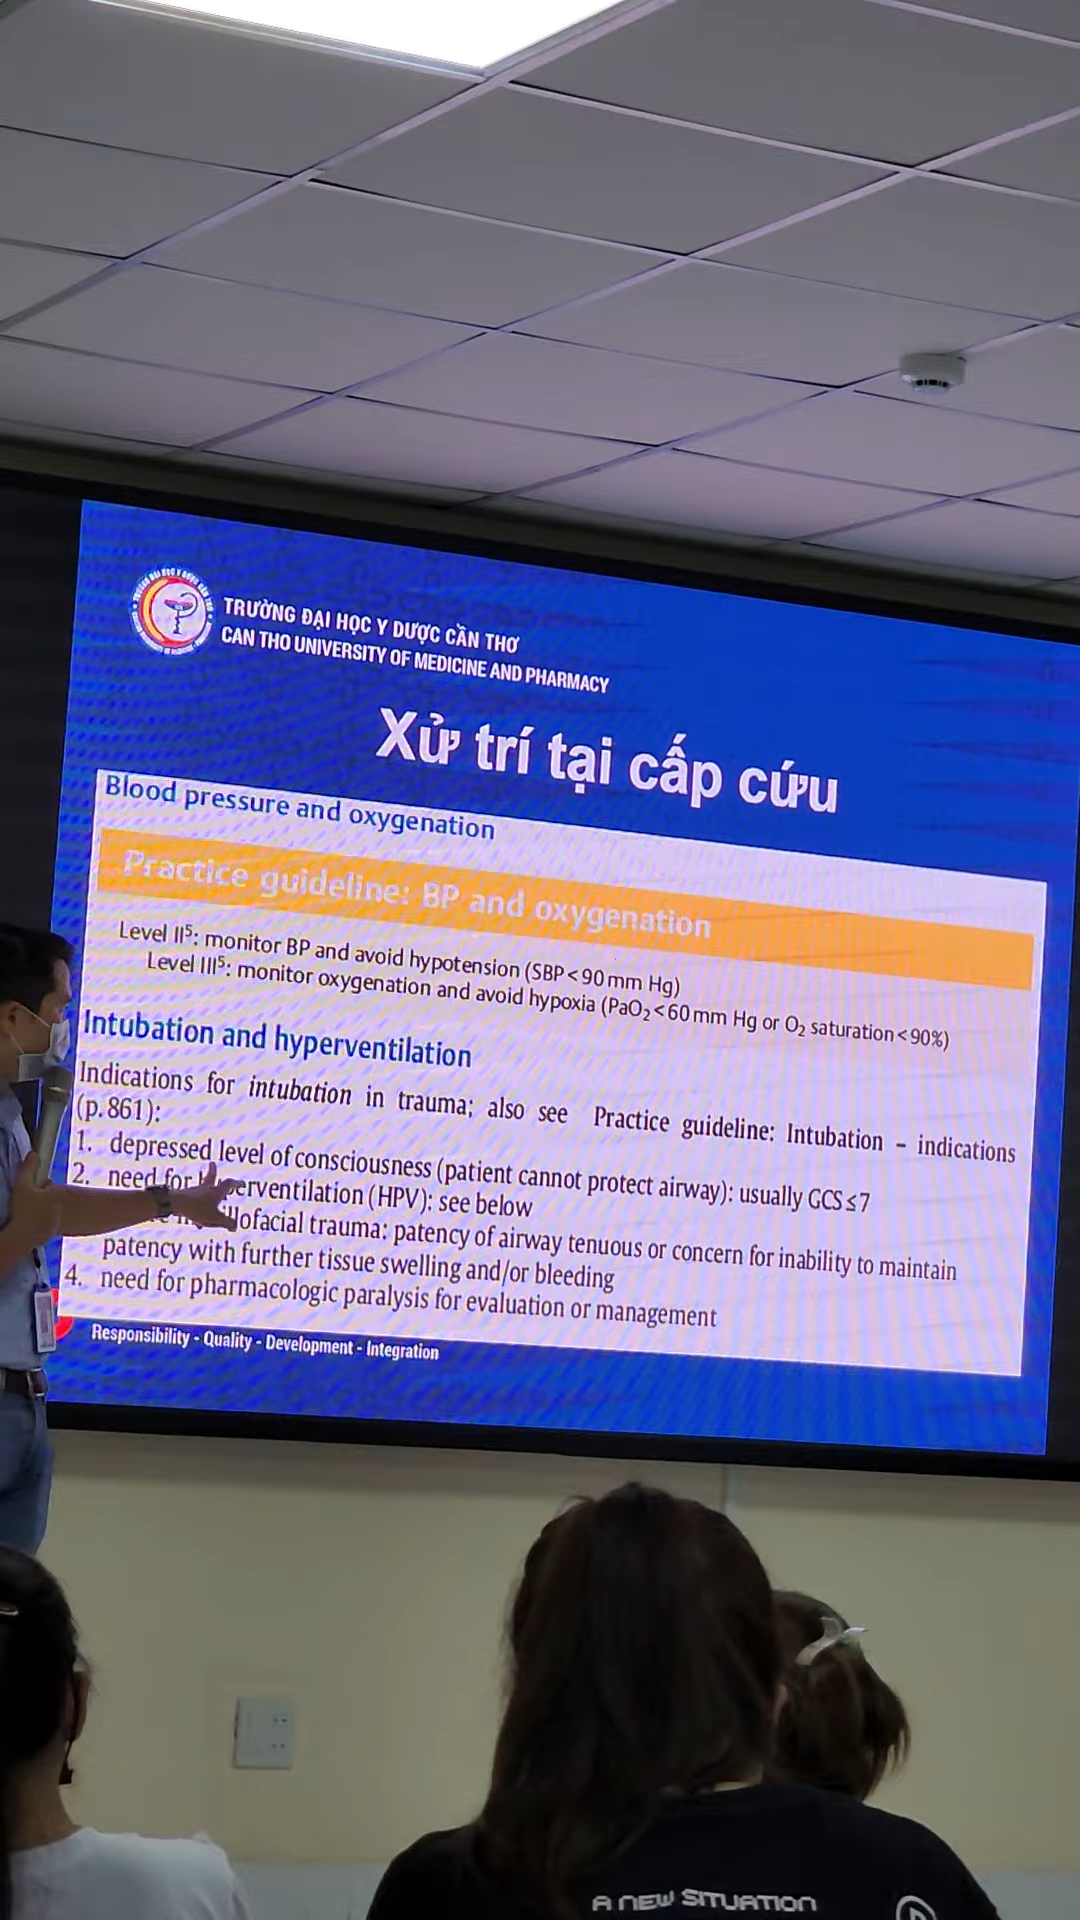 TRƯỜNG ĐẠI HỌC Y DƯỢC CẦN THƠ
CAN THO UNIVERSITY OF MEDICINE AND PHARMACY
Xử trí tại cấp cứu
Blood pressure and oxygenation
Practice guideline: BP and oxygenation
Level II⁵: monitor BP and avoid hypotension (SBP<90 mm Hg)
Level III⁵: monitor oxygenation and avoid hypoxia (PaO₂<60 mm Hg or O₂ saturation<90%)
Intubation and hyperventilation
Indications for intubation in trauma; also see Practice guideline: Intubation – indications
(p. 861):
1. depressed level of consciousness (patient cannot protect airway): usually GCS≤7
2. need for hyperventilation (HPV): see below
trauma: patency of airway tenuous or concern for inability to maintain
patency with further tissue swelling and/or bleeding
4. need for pharmacologic paralysis for evaluation or management
Responsibility - Quality - Development - Integration
A NEW SITUATION